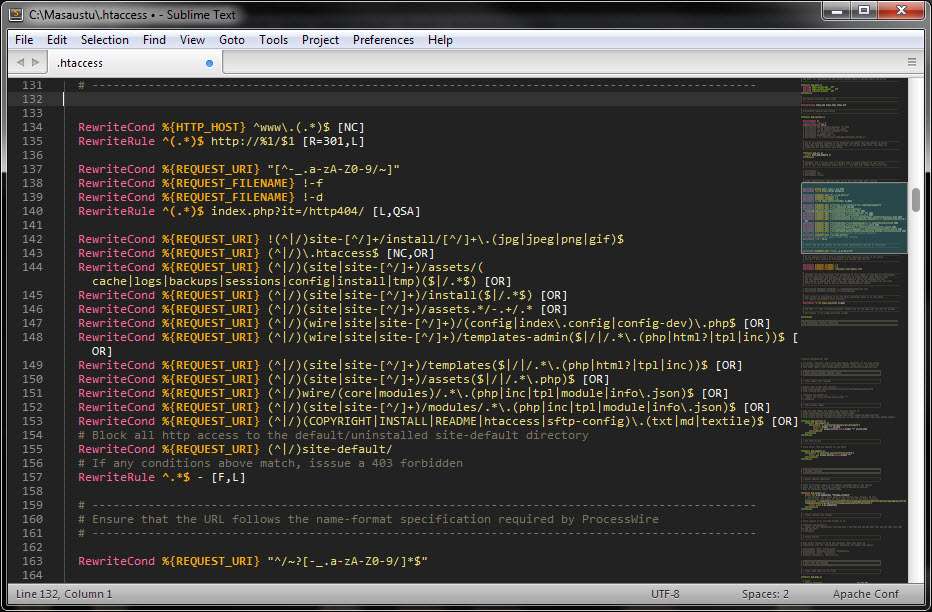 C:\Masaustu\.htaccess • - Sublime Text
File Edit Selection Find View Goto Tools Project Preferences Help
.htaccess
131 # -----------------------------------------------------------------------------------------------
132
133
134 RewriteCond %{HTTP_HOST} ^www\.(.*)$ [NC]
135 RewriteRule ^(.*)$ http://%1/$1 [R=301,L]
136
137 RewriteCond %{REQUEST_URI} "[^-_.a-zA-Z0-9/~]"
138 RewriteCond %{REQUEST_FILENAME} !-f
139 RewriteCond %{REQUEST_FILENAME} !-d
140 RewriteRule ^(.*)$ index.php?it=/http404/ [L,QSA]
141
142 RewriteCond %{REQUEST_URI} !(^|/)site-[^/]+/install/[^/]+\.(jpg|jpeg|png|gif)$
143 RewriteCond %{REQUEST_URI} (^|/)\.htaccess$ [NC,OR]
144 RewriteCond %{REQUEST_URI} (^|/)(site|site-[^/]+)/assets/(
cache|logs|backups|sessions|config|install|tmp)($|/.*$) [OR]
145 RewriteCond %{REQUEST_URI} (^|/)(site|site-[^/]+)/install($|/.*$) [OR]
146 RewriteCond %{REQUEST_URI} (^|/)(site|site-[^/]+)/assets.*/-.+/.* [OR]
147 RewriteCond %{REQUEST_URI} (^|/)(wire|site|site-[^/]+)/(config|index\.config|config-dev)\.php$ [OR]
148 RewriteCond %{REQUEST_URI} (^|/)(wire|site|site-[^/]+)/templates-admin($|/|/.*\.(php|html?|tpl|inc))$ [
OR]
149 RewriteCond %{REQUEST_URI} (^|/)(site|site-[^/]+)/templates($|/|/.*\.(php|html?|tpl|inc))$ [OR]
150 RewriteCond %{REQUEST_URI} (^|/)(site|site-[^/]+)/assets($|/|/.*\.php)$ [OR]
151 RewriteCond %{REQUEST_URI} (^|/)wire/(core|modules)/.*\.(php|inc|tpl|module|info\.json)$ [OR]
152 RewriteCond %{REQUEST_URI} (^|/)(site|site-[^/]+)/modules/.*\.(php|inc|tpl|module|info\.json)$ [OR]
153 RewriteCond %{REQUEST_URI} (^|/)(COPYRIGHT|INSTALL|README|htaccess|sftp-config)\.(txt|md|textile)$ [OR]
154 # Block all http access to the default/uninstalled site-default directory
155 RewriteCond %{REQUEST_URI} (^|/)site-default/
156 # If any conditions above match, isssue a 403 forbidden
157 RewriteRule ^.*$ - [F,L]
158
159 # -----------------------------------------------------------------------------------------------
160 # Ensure that the URL follows the name-format specification required by ProcessWire
161 # -----------------------------------------------------------------------------------------------
162
163 RewriteCond %{REQUEST_URI} "^/~?[-_.a-zA-Z0-9/]*$"
164
Line 132, Column 1 UTF-8 Spaces: 2 Apache Conf